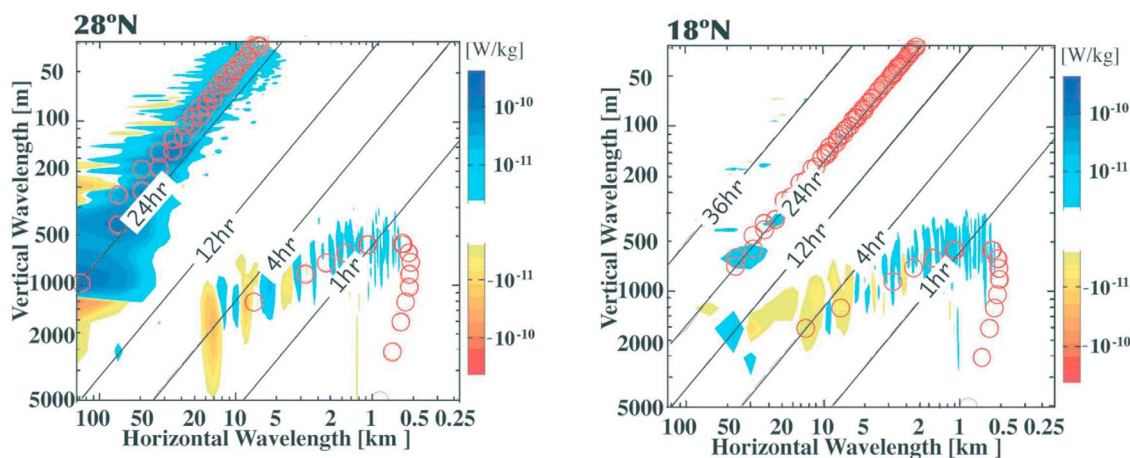 28°N
[W/kg]
Vertical Wavelength [m]
50
100
200
500
1000
2000
5000
24hr
12hr
4hr
1hr
10⁻¹⁰
10⁻¹¹
-10⁻¹¹
-10⁻¹⁰
100 50 20 10 5 2 1 0.5 0.25
Horizontal Wavelength [km]
18°N
[W/kg]
Vertical Wavelength [m]
50
100
200
500
1000
2000
5000
36hr
24hr
12hr
4hr
1hr
10⁻¹⁰
10⁻¹¹
-10⁻¹¹
-10⁻¹⁰
100 50 20 10 5 2 1 0.5 0.25
Horizontal Wavelength [km]